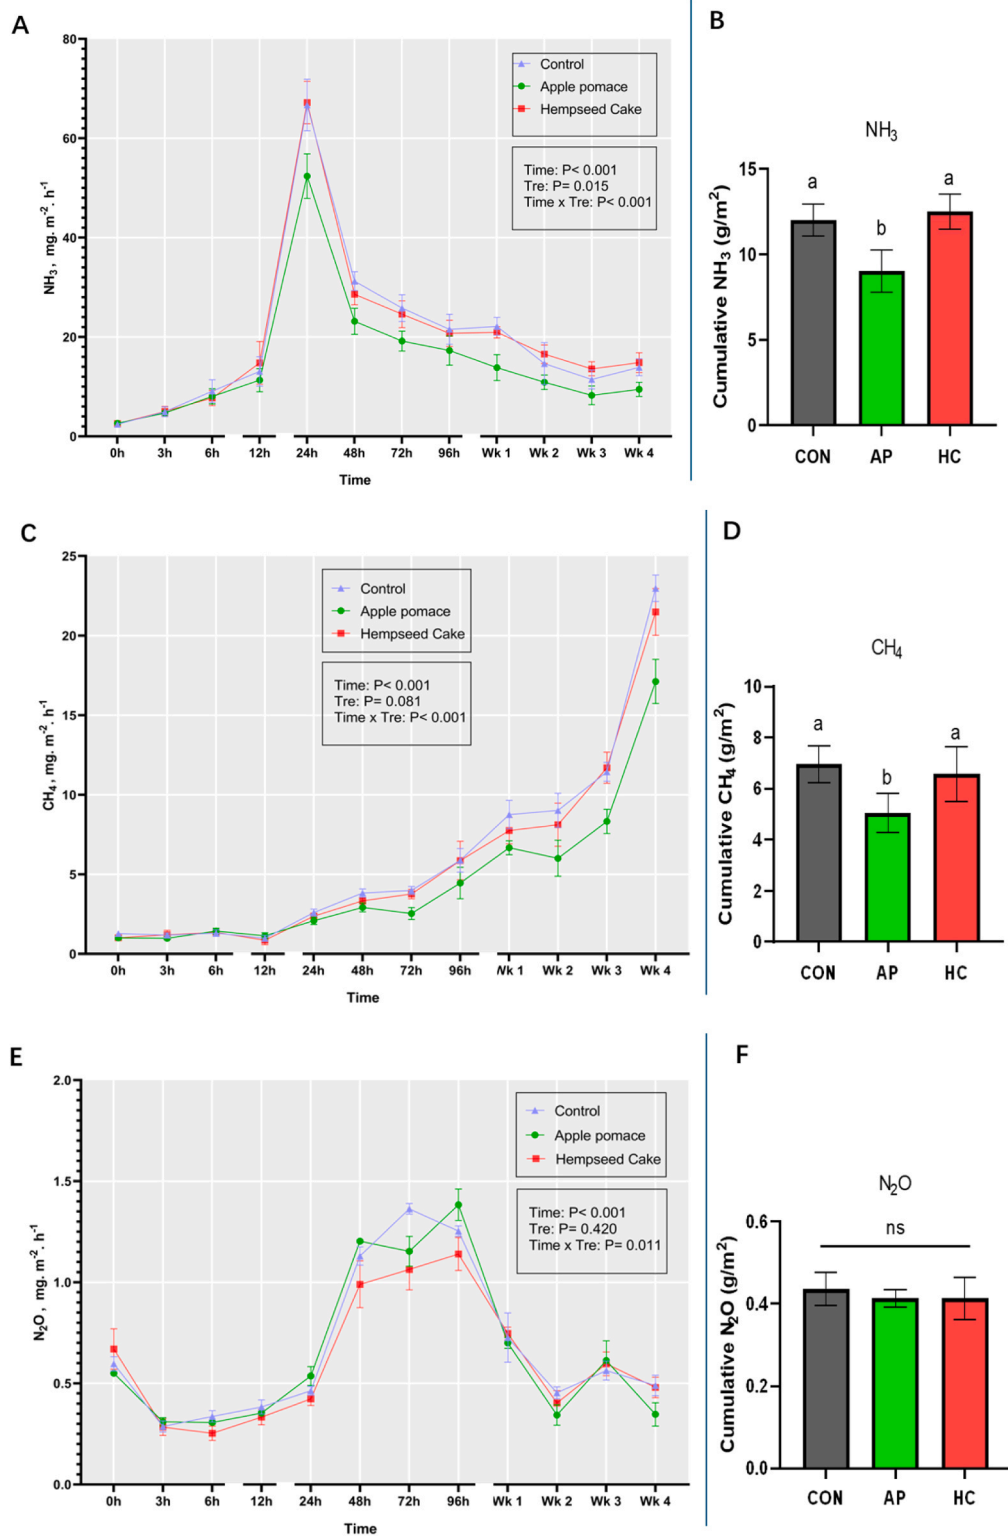 A
NH3 , mg. m-2. h-1
80
60
40
20
0
Control
Apple pomace
Hempseed Cake
Time: P< 0.001
Tre: P= 0.015
Time x Tre: P< 0.001
0h 3h 6h 12h 24h 48h 72h 96h Wk 1 Wk 2 Wk 3 Wk 4
Time
B
NH3
Cumulative NH3 (g/m2)
15
10
5
0
a b a
CON AP HC
C
CH4 , mg. m-2. h-1
25
20
15
10
5
0
Control
Apple pomace
Hempseed Cake
Time: P< 0.001
Tre: P= 0.081
Time x Tre: P< 0.001
0h 3h 6h 12h 24h 48h 72h 96h Wk 1 Wk 2 Wk 3 Wk 4
Time
D
CH4
Cumulative CH4 (g/m2)
10
8
6
4
2
0
a b a
CON AP HC
E
N2O , mg. m-2. h-1
2.0
1.5
1.0
0.5
0.0
Control
Apple pomace
Hempseed Cake
Time: P< 0.001
Tre: P= 0.420
Time x Tre: P= 0.011
0h 3h 6h 12h 24h 48h 72h 96h Wk 1 Wk 2 Wk 3 Wk 4
Time
F
N2O
Cumulative N2O (g/m2)
0.6
0.4
0.2
0.0
ns
CON AP HC